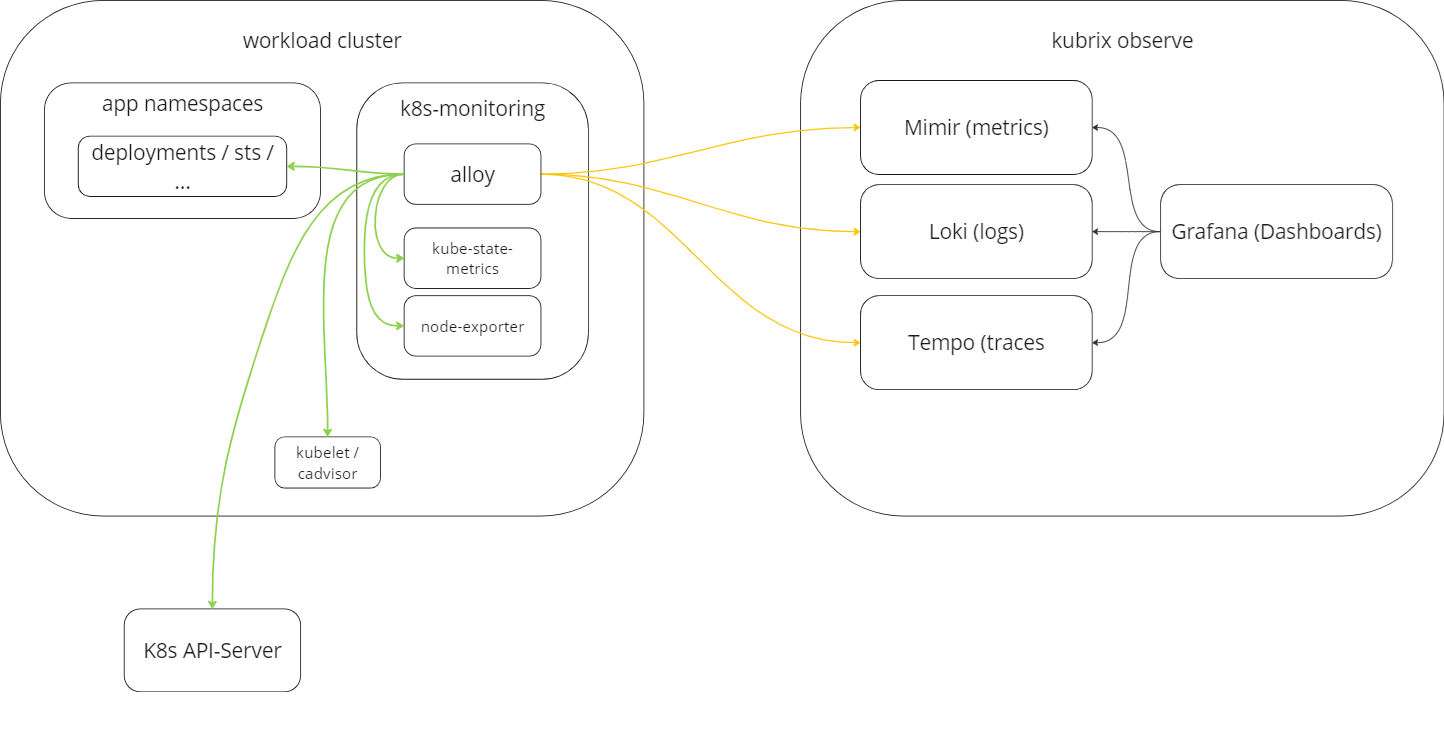 workload cluster
app namespaces
deployments / sts /
...
k8s-monitoring
alloy
kube-state-
metrics
node-exporter
kubelet /
cadvisor
K8s API-Server
kubrix observe
Mimir (metrics)
Loki (logs)
Tempo (traces
Grafana (Dashboards)